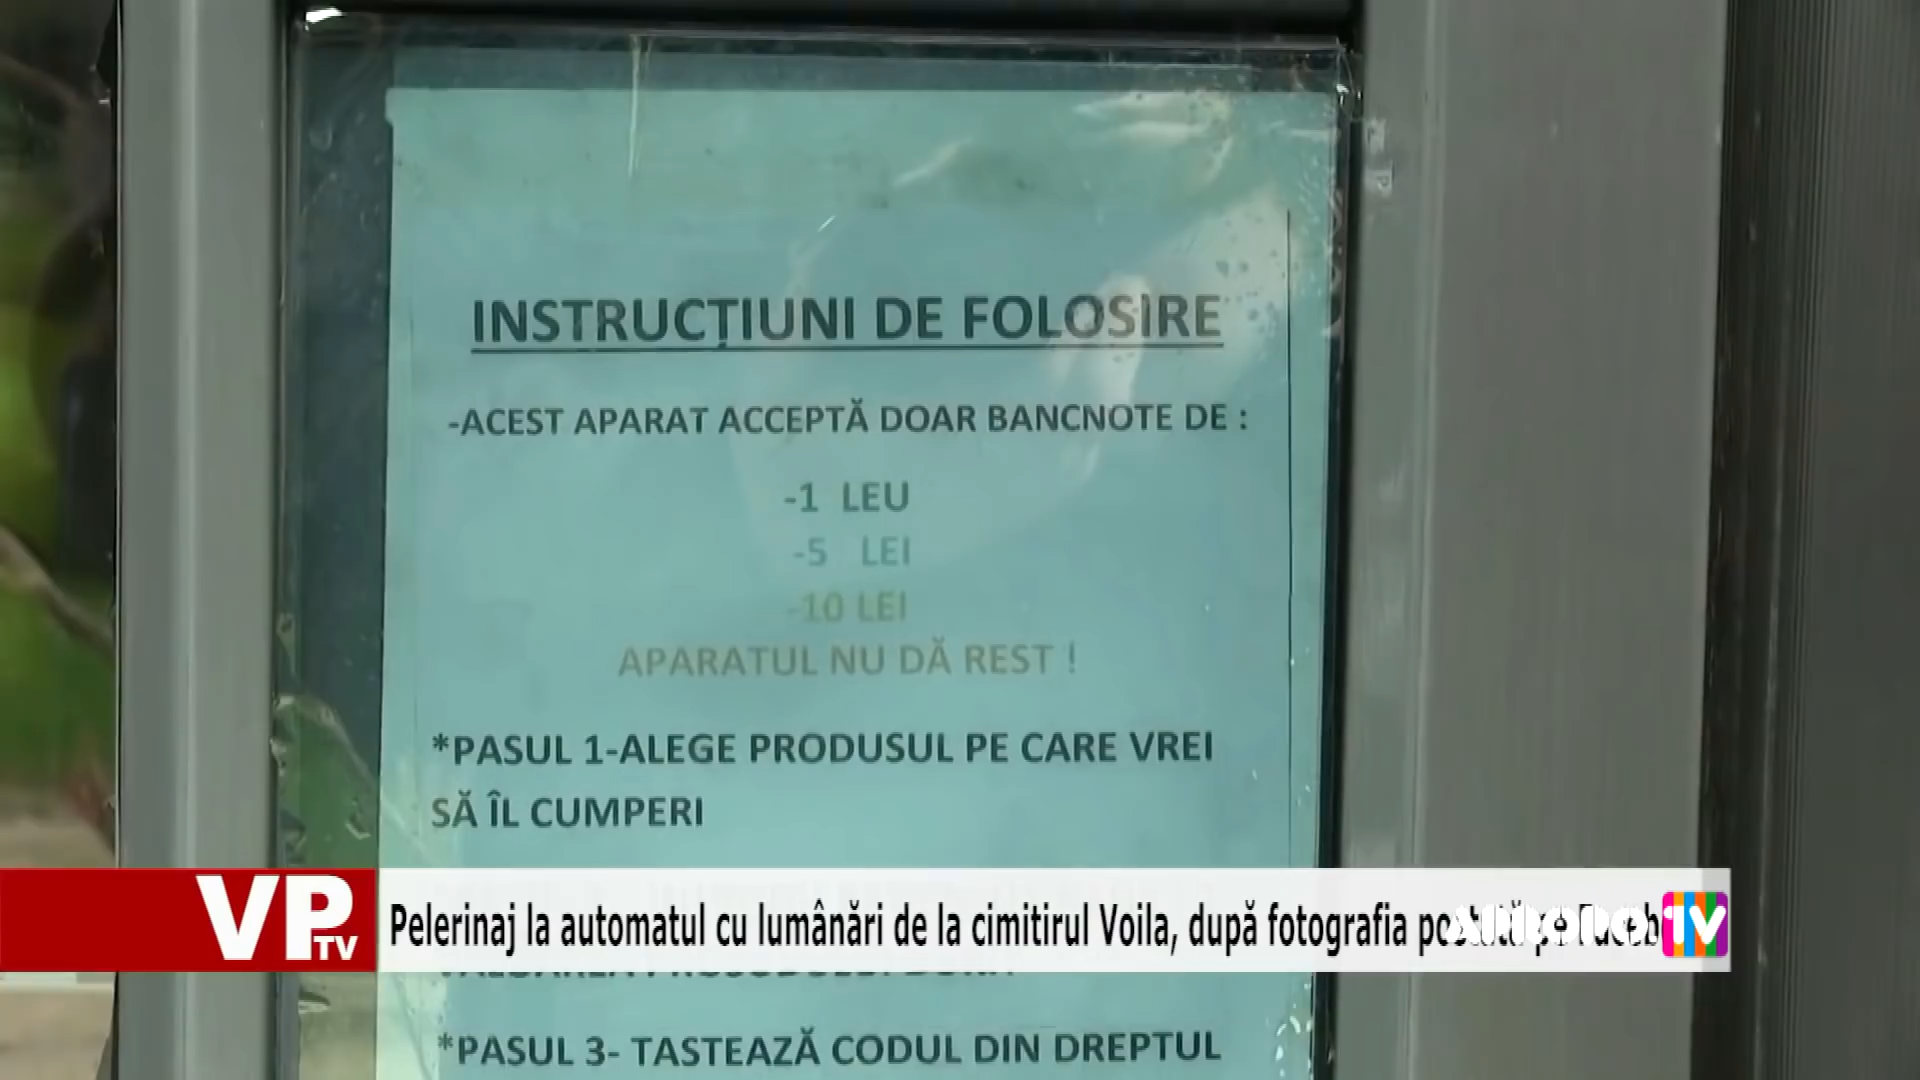 INSTRUCȚIUNI DE FOLOSIRE
-ACEST APARAT ACCEPTĂ DOAR BANCNOTE DE :
-1 LEU
-5 LEI
-10 LEI
APARATUL NU DĂ REST !
*PASUL 1-ALEGE PRODUSUL PE CARE VREI
SĂ ÎL CUMPERI
VPTV
Pelerinaj la automatul cu lumânări de la cimitirul Voila, după fotografia
TV
*PASUL 3- TASTEAZĂ CODUL DIN DREPTUL